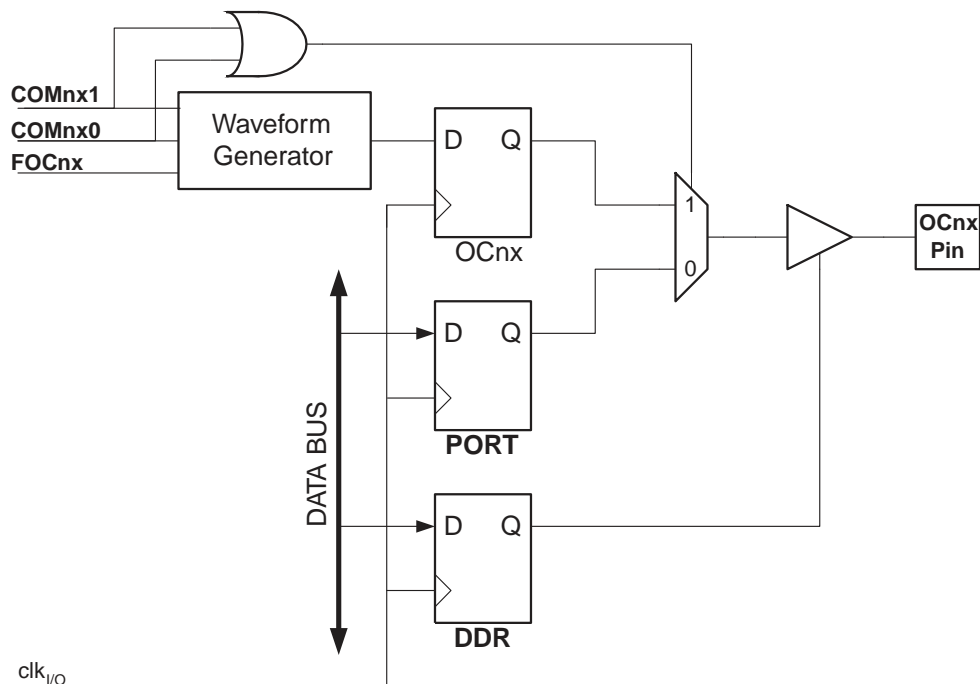 COMnx1
COMnx0
FOCnx
Waveform
Generator
D Q
OCnx
1
0
OCnx
Pin
D Q
PORT
DATA BUS
D Q
DDR
clkI/O